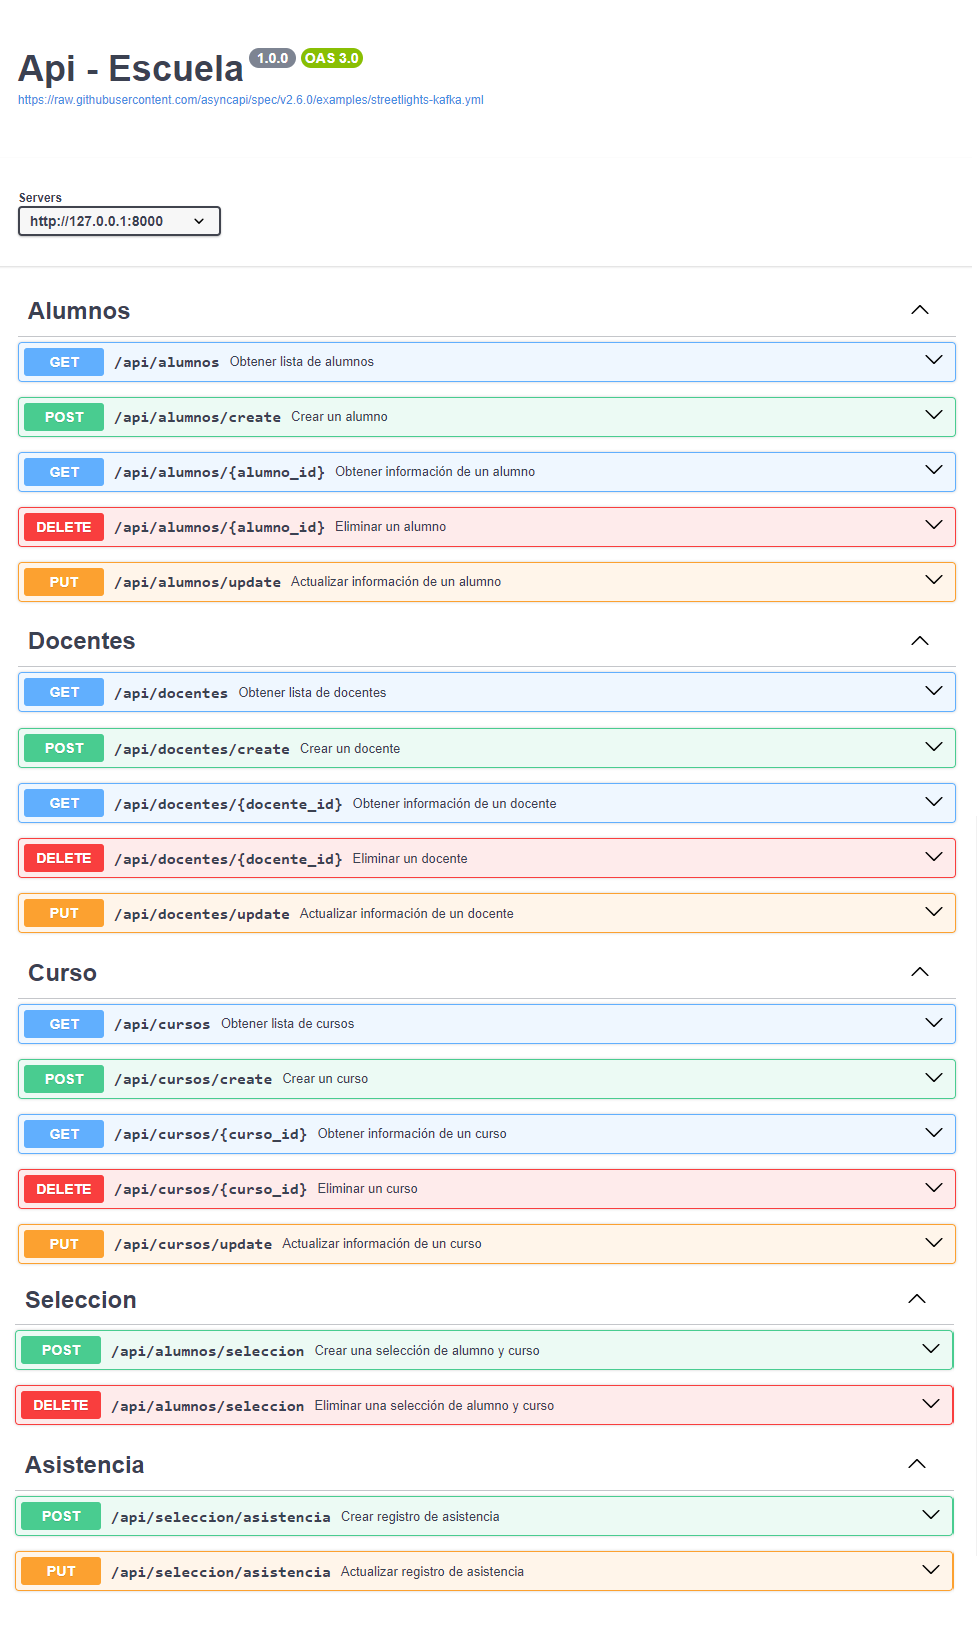 Api - Escuela 1.0.0 OAS 3.0
https://raw.githubusercontent.com/asyncapi/spec/v2.6.0/examples/streetlights-kafka.yml
Servers
http://127.0.0.1:8000
Alumnos
GET /api/alumnos Obtener lista de alumnos
POST /api/alumnos/create Crear un alumno
GET /api/alumnos/{alumno_id} Obtener información de un alumno
DELETE /api/alumnos/{alumno_id} Eliminar un alumno
PUT /api/alumnos/update Actualizar información de un alumno
Docentes
GET /api/docentes Obtener lista de docentes
POST /api/docentes/create Crear un docente
GET /api/docentes/{docente_id} Obtener información de un docente
DELETE /api/docentes/{docente_id} Eliminar un docente
PUT /api/docentes/update Actualizar información de un docente
Curso
GET /api/cursos Obtener lista de cursos
POST /api/cursos/create Crear un curso
GET /api/cursos/{curso_id} Obtener información de un curso
DELETE /api/cursos/{curso_id} Eliminar un curso
PUT /api/cursos/update Actualizar información de un curso
Seleccion
POST /api/alumnos/seleccion Crear una selección de alumno y curso
DELETE /api/alumnos/seleccion Eliminar una selección de alumno y curso
Asistencia
POST /api/seleccion/asistencia Crear registro de asistencia
PUT /api/seleccion/asistencia Actualizar registro de asistencia